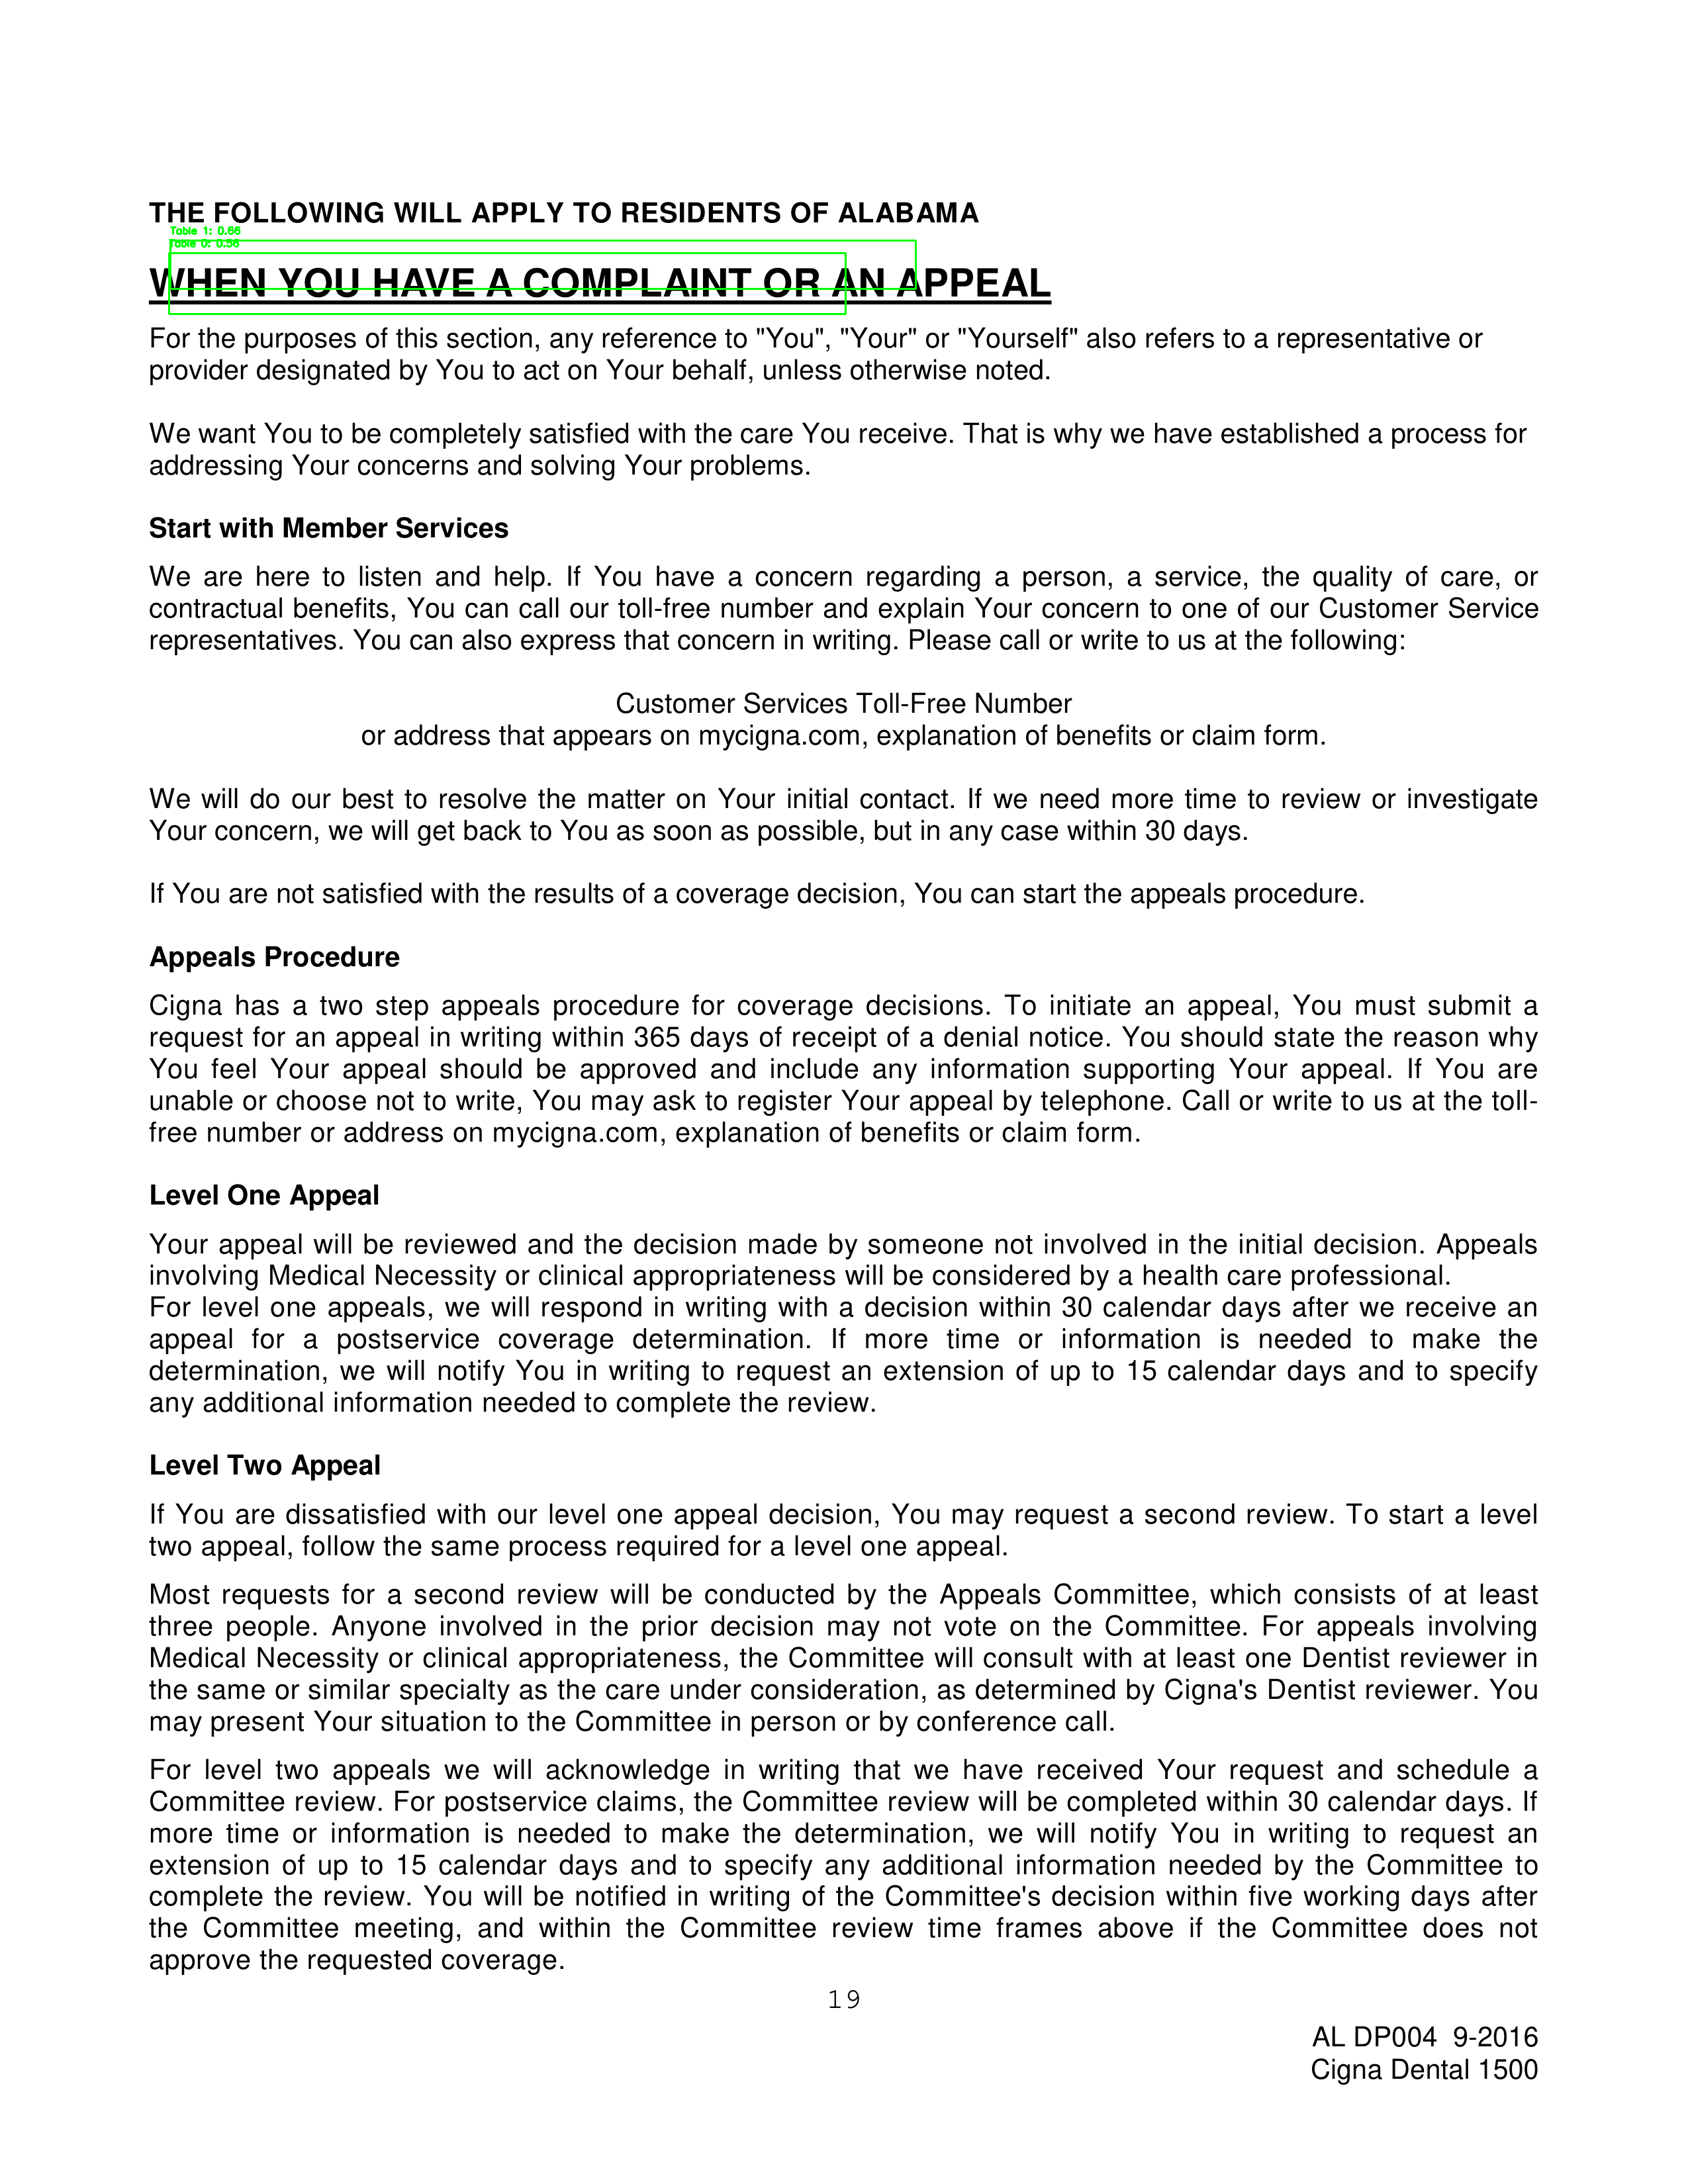 THE FOLLOWING WILL APPLY TO RESIDENTS OF ALABAMA
Table 1: 0.66
Table 0: 0.56
WHEN YOU HAVE A COMPLAINT OR AN APPEAL
For the purposes of this section, any reference to "You", "Your" or "Yourself" also refers to a representative or
provider designated by You to act on Your behalf, unless otherwise noted.
We want You to be completely satisfied with the care You receive. That is why we have established a process for
addressing Your concerns and solving Your problems.
Start with Member Services
We are here to listen and help. If You have a concern regarding a person, a service, the quality of care, or
contractual benefits, You can call our toll-free number and explain Your concern to one of our Customer Service
representatives. You can also express that concern in writing. Please call or write to us at the following:
Customer Services Toll-Free Number
or address that appears on mycigna.com, explanation of benefits or claim form.
We will do our best to resolve the matter on Your initial contact. If we need more time to review or investigate
Your concern, we will get back to You as soon as possible, but in any case within 30 days.
If You are not satisfied with the results of a coverage decision, You can start the appeals procedure.
Appeals Procedure
Cigna has a two step appeals procedure for coverage decisions. To initiate an appeal, You must submit a
request for an appeal in writing within 365 days of receipt of a denial notice. You should state the reason why
You feel Your appeal should be approved and include any information supporting Your appeal. If You are
unable or choose not to write, You may ask to register Your appeal by telephone. Call or write to us at the toll-
free number or address on mycigna.com, explanation of benefits or claim form.
Level One Appeal
Your appeal will be reviewed and the decision made by someone not involved in the initial decision. Appeals
involving Medical Necessity or clinical appropriateness will be considered by a health care professional.
For level one appeals, we will respond in writing with a decision within 30 calendar days after we receive an
appeal for a postservice coverage determination. If more time or information is needed to make the
determination, we will notify You in writing to request an extension of up to 15 calendar days and to specify
any additional information needed to complete the review.
Level Two Appeal
If You are dissatisfied with our level one appeal decision, You may request a second review. To start a level
two appeal, follow the same process required for a level one appeal.
Most requests for a second review will be conducted by the Appeals Committee, which consists of at least
three people. Anyone involved in the prior decision may not vote on the Committee. For appeals involving
Medical Necessity or clinical appropriateness, the Committee will consult with at least one Dentist reviewer in
the same or similar specialty as the care under consideration, as determined by Cigna's Dentist reviewer. You
may present Your situation to the Committee in person or by conference call.
For level two appeals we will acknowledge in writing that we have received Your request and schedule a
Committee review. For postservice claims, the Committee review will be completed within 30 calendar days. If
more time or information is needed to make the determination, we will notify You in writing to request an
extension of up to 15 calendar days and to specify any additional information needed by the Committee to
complete the review. You will be notified in writing of the Committee's decision within five working days after
the Committee meeting, and within the Committee review time frames above if the Committee does not
approve the requested coverage.
19
AL DP004 9-2016
Cigna Dental 1500